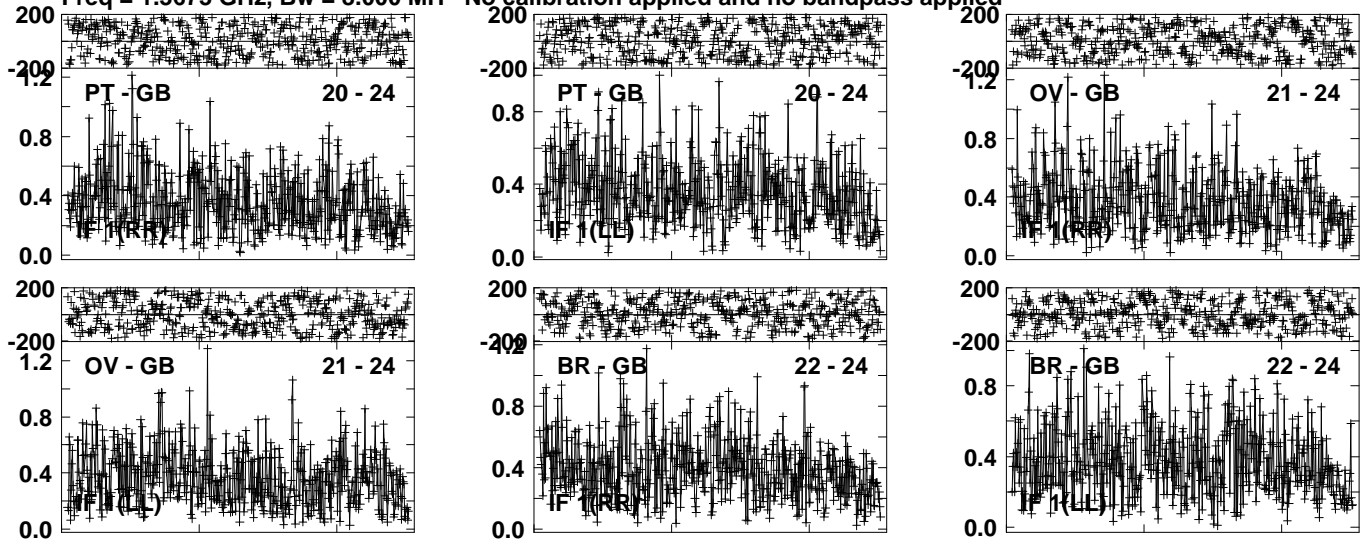 Freq = 1.5075 GHz, Bw = 8.000 MH No calibration applied and no bandpass applied
200 200 200
-200 -200 -200
1.2 1.2
PT - GB 20 - 24 PT - GB 20 - 24 OV - GB 21 - 24
0.8 0.8 0.8
0.4 0.4 0.4
IF 1(RR) IF 1(LL) IF 1(RR)
0.0 0.0 0.0
200 200 200
-200 -200 -200
1.2 1.2
OV - GB 21 - 24 BR - GB 22 - 24 BR - GB 22 - 24
0.8 0.8 0.8
0.4 0.4 0.4
IF 1(LL) IF 1(RR) IF 1(LL)
0.0 0.0 0.0